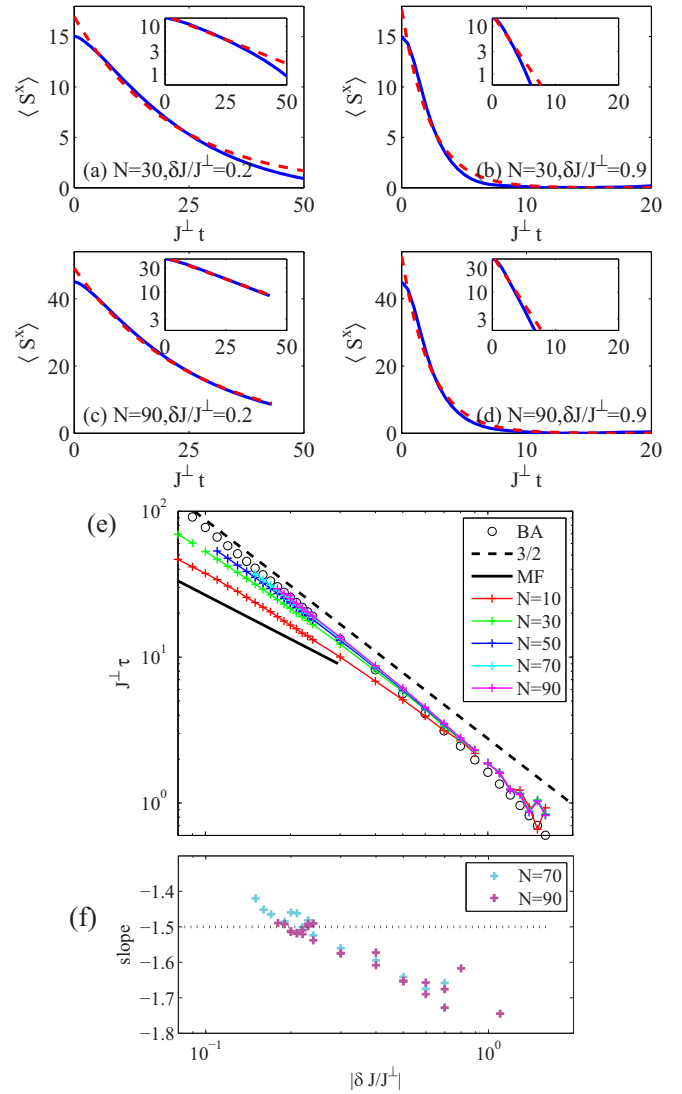 15
10
5
0
⟨ S^x ⟩
10
3
1
0 25 50
(a) N=30,δJ/J^⊥=0.2
0 25 50
J^⊥ t
15
10
5
0
⟨ S^x ⟩
10
3
1
0 10 20
(b) N=30,δJ/J^⊥=0.9
0 10 20
J^⊥ t
40
20
0
⟨ S^x ⟩
30
10
3
0 25 50
(c) N=90,δJ/J^⊥=0.2
0 25 50
J^⊥ t
40
20
0
⟨ S^x ⟩
30
10
3
0 10 20
(d) N=90,δJ/J^⊥=0.9
0 10 20
J^⊥ t
(e)
10^2
10^1
10^0
J^⊥ τ
BA
3/2
MF
N=10
N=30
N=50
N=70
N=90
(f)
−1.4
−1.5
−1.6
−1.7
−1.8
slope
N=70
N=90
10^−1 10^0
|δ J/J^⊥|